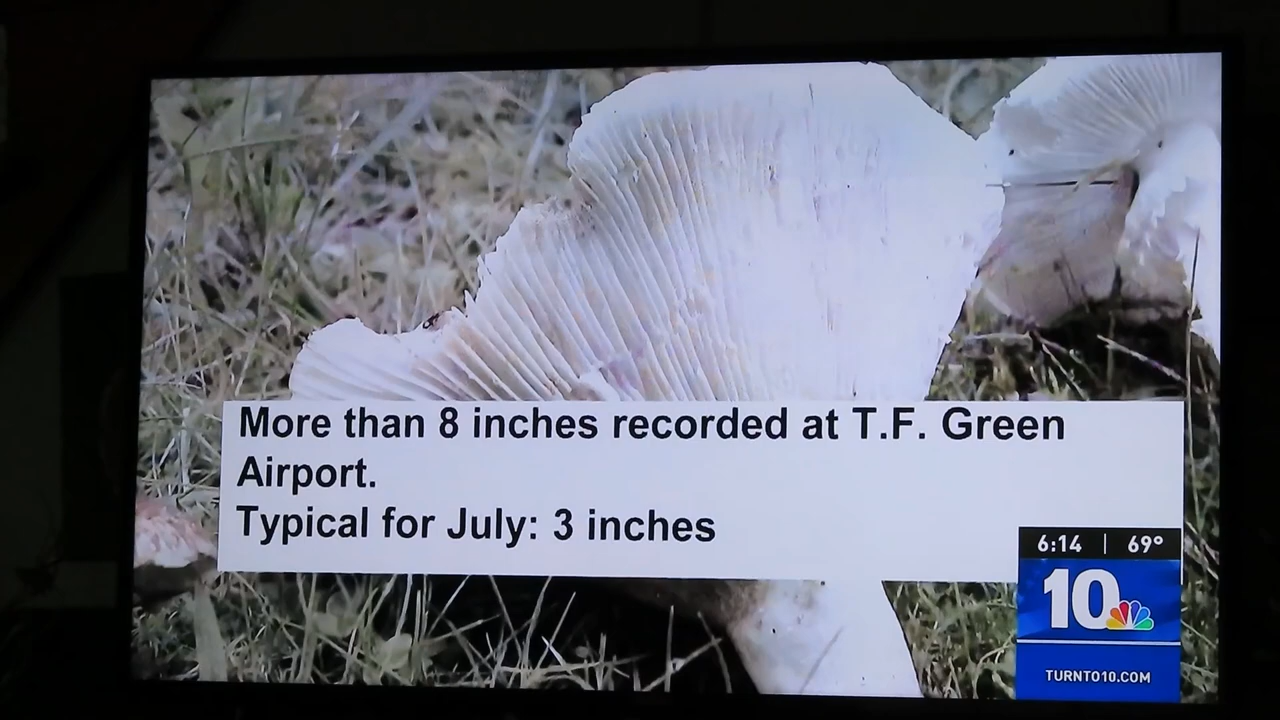 More than 8 inches recorded at T.F. Green
Airport.
Typical for July: 3 inches
6:14 | 69°
10
TURNTO10.COM